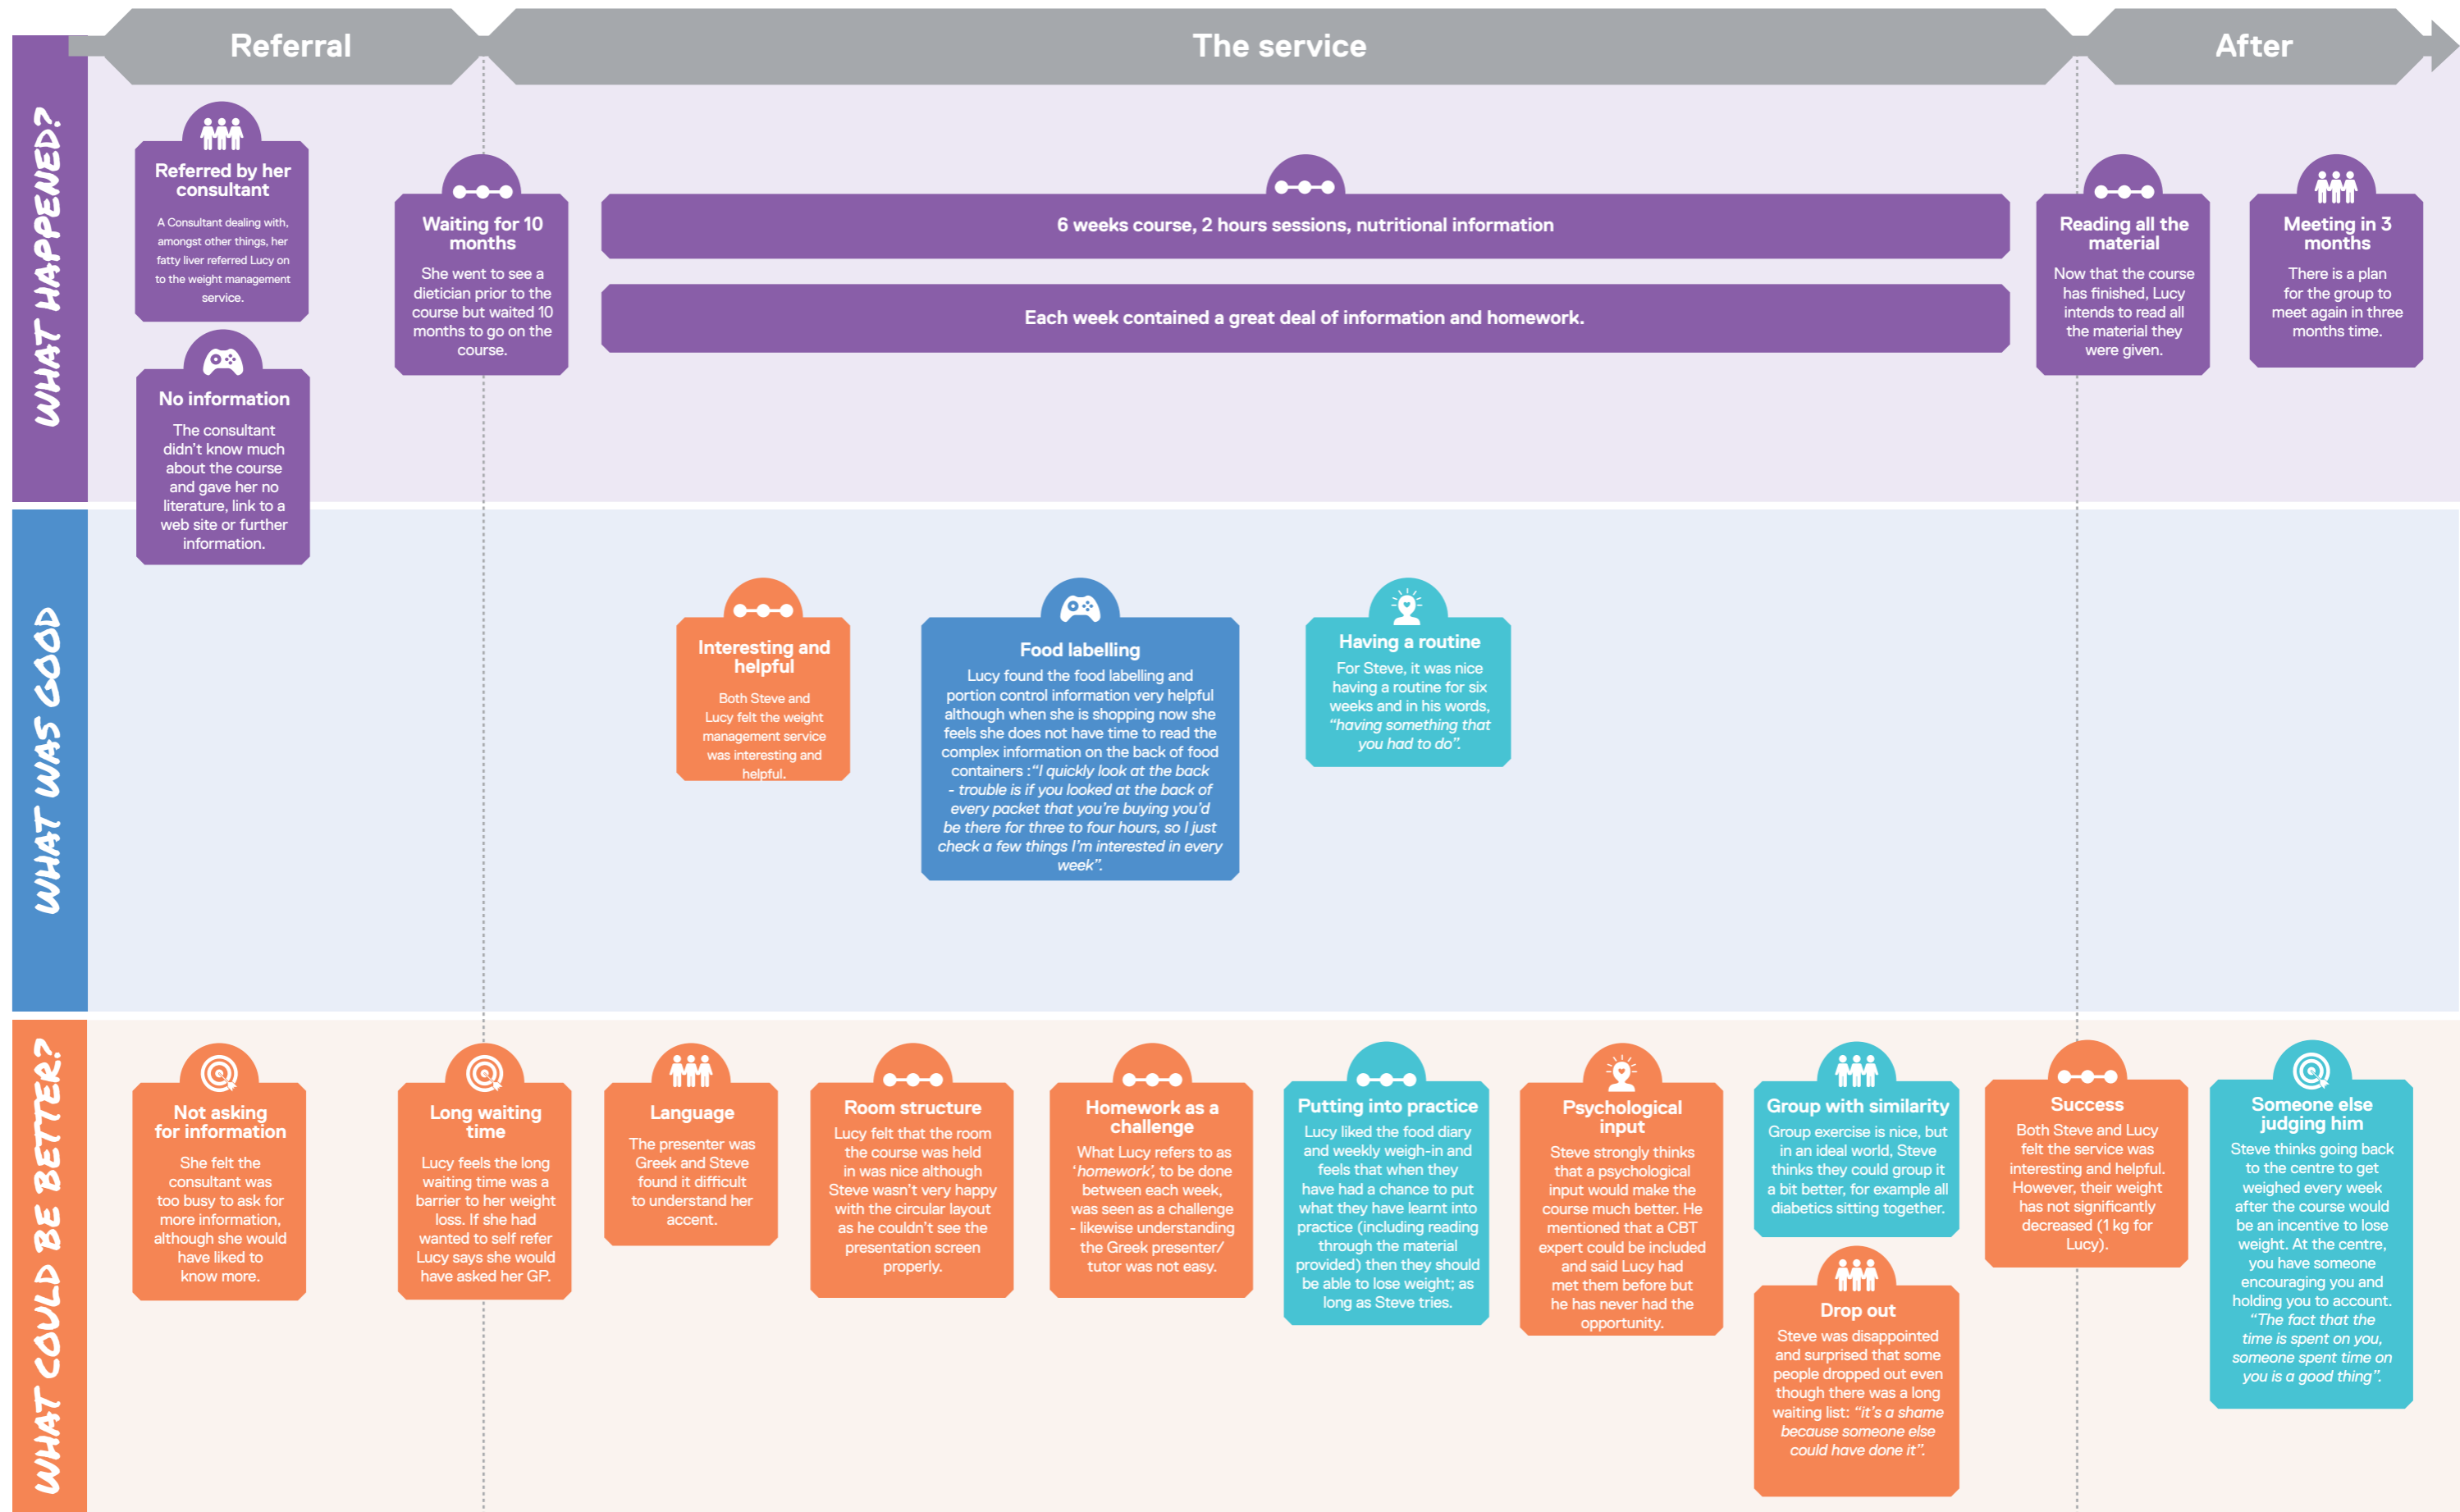 Referral
The service
After
WHAT HAPPENED?
Referred by her
consultant
A Consultant dealing with,
amongst other things, her
fatty liver referred Lucy on
to the weight management
service.
No information
The consultant
didn't know much
about the course
and gave her no
literature, link to a
web site or further
information.
Waiting for 10
months
She went to see a
dietician prior to the
course but waited 10
months to go on the
course.
6 weeks course, 2 hours sessions, nutritional information
Each week contained a great deal of information and homework.
Reading all the
material
Now that the course
has finished, Lucy
intends to read all
the material they
were given.
Meeting in 3
months
There is a plan
for the group to
meet again in three
months time.
WHAT WAS GOOD
Interesting and
helpful
Both Steve and
Lucy felt the weight
management service
was interesting and
helpful.
Food labelling
Lucy found the food labelling and
portion control information very helpful
although when she is shopping now she
feels she does not have time to read the
complex information on the back of food
containers :“I quickly look at the back
- trouble is if you looked at the back of
every packet that you're buying you'd
be there for three to four hours, so I just
check a few things I'm interested in every
week”.
Having a routine
For Steve, it was nice
having a routine for six
weeks and in his words,
“having something that
you had to do”.
WHAT COULD BE BETTER?
Not asking
for information
She felt the
consultant was
too busy to ask for
more information,
although she would
have liked to
know more.
Long waiting
time
Lucy feels the long
waiting time was a
barrier to her weight
loss. If she had
wanted to self refer
Lucy says she would
have asked her GP.
Language
The presenter was
Greek and Steve
found it difficult
to understand her
accent.
Room structure
Lucy felt that the room
the course was held
in was nice although
Steve wasn't very happy
with the circular layout
as he couldn't see the
presentation screen
properly.
Homework as a
challenge
What Lucy refers to as
‘homework’, to be done
between each week,
was seen as a challenge
- likewise understanding
the Greek presenter/
tutor was not easy.
Putting into practice
Lucy liked the food diary
and weekly weigh-in and
feels that when they
have had a chance to put
what they have learnt into
practice (including reading
through the material
provided) then they should
be able to lose weight; as
long as Steve tries.
Psychological
input
Steve strongly thinks
that a psychological
input would make the
course much better. He
mentioned that a CBT
expert could be included
and said Lucy had
met them before but
he has never had the
opportunity.
Group with similarity
Group exercise is nice, but
in an ideal world, Steve
thinks they could group it
a bit better, for example all
diabetics sitting together.
Drop out
Steve was disappointed
and surprised that some
people dropped out even
though there was a long
waiting list: “it's a shame
because someone else
could have done it”.
Success
Both Steve and Lucy
felt the service was
interesting and helpful.
However, their weight
has not significantly
decreased (1 kg for
Lucy).
Someone else
judging him
Steve thinks going back
to the centre to get
weighed every week
after the course would
be an incentive to lose
weight. At the centre,
you have someone
encouraging you and
holding you to account.
“The fact that the
time is spent on you,
someone spent time on
you is a good thing”.